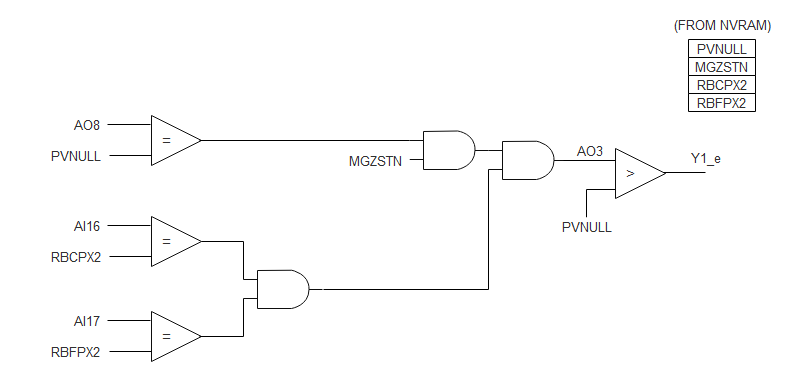 (FROM NVRAM)
PVNULL
MGZSTN
RBCPX2
RBFPX2
AO8
PVNULL
=
MGZSTN
AO3
>
Y1_e
PVNULL
AI16
RBCPX2
=
AI17
RBFPX2
=